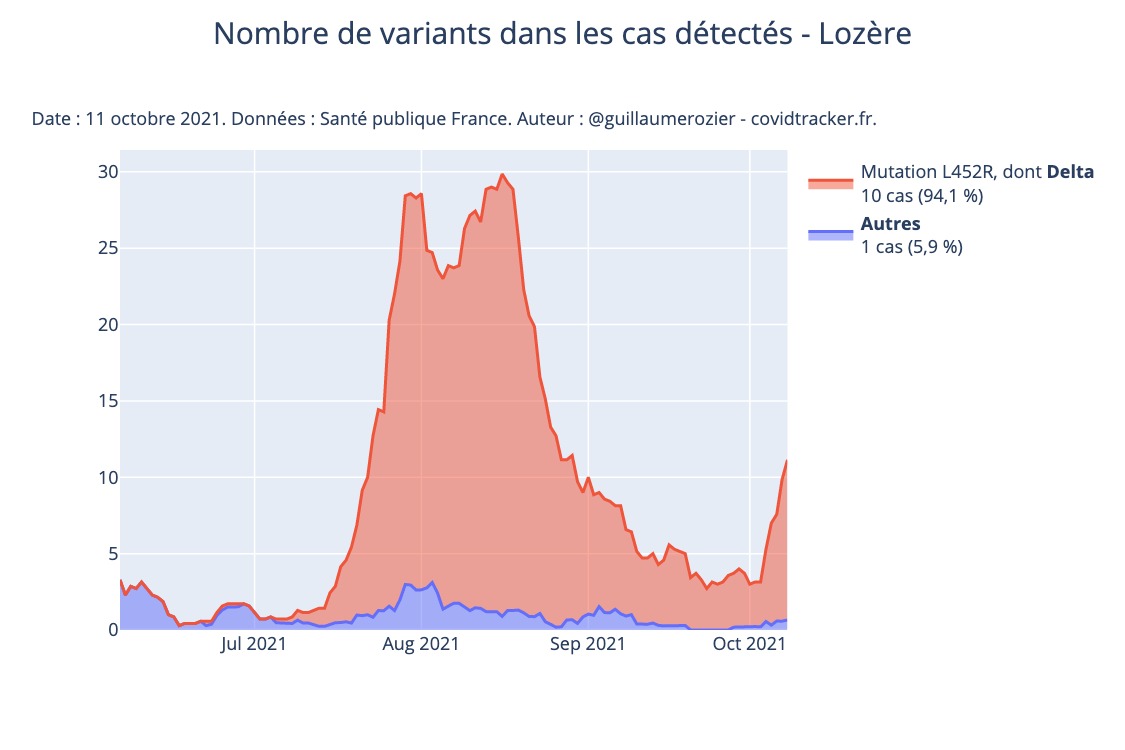 Nombre de variants dans les cas détectés - Lozère
Date : 11 octobre 2021. Données : Santé publique France. Auteur : @guillaumerozier - covidtracker.fr.
30
25
20
15
10
5
0
Jul 2021
Aug 2021
Sep 2021
Oct 2021
Mutation L452R, dont Delta
10 cas (94,1 %)
Autres
1 cas (5,9 %)